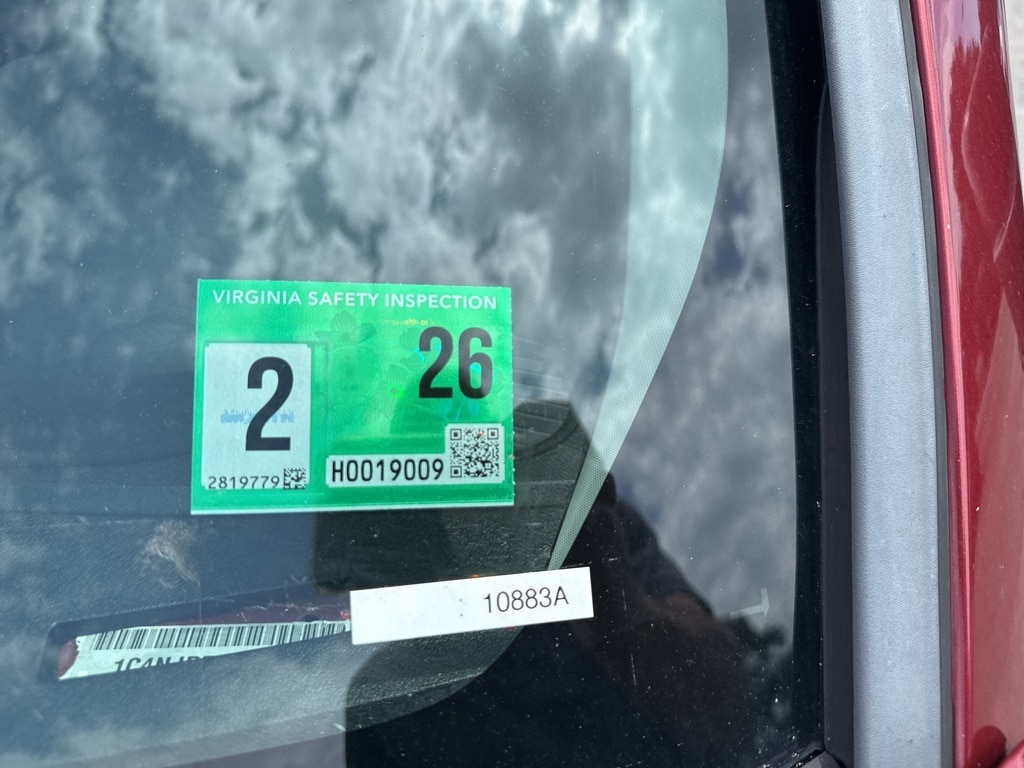 VIRGINIA SAFETY INSPECTION
2
26
2819779
H0019009
10883A